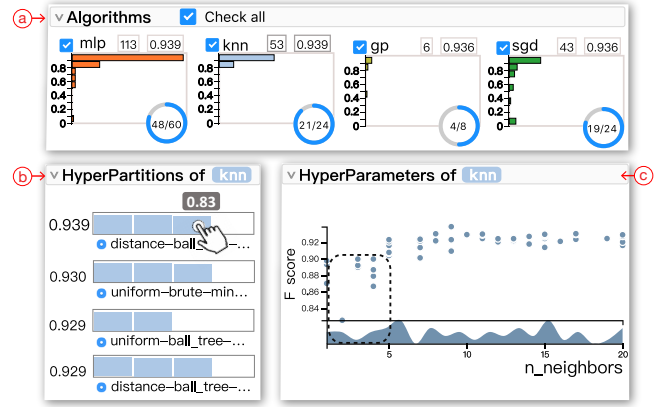 a
Algorithms
Check all
mlp 113 0.939
knn 53 0.939
gp 6 0.936
sgd 43 0.936
0.8
0.6
0.4
0.2
0
48/60
0.8
0.6
0.4
0.2
0
21/24
0.8
0.6
0.4
0.2
0
4/8
0.8
0.6
0.4
0.2
0
19/24
b
HyperPartitions of knn
0.83
0.939
distance-ball_...-...
0.930
uniform-brute-min...
0.929
uniform-ball_tree-...
0.929
distance-ball_tree-...
HyperParameters of knn
c
F score
0.92
0.90
0.88
0.86
0.84
5
10
15
20
n_neighbors